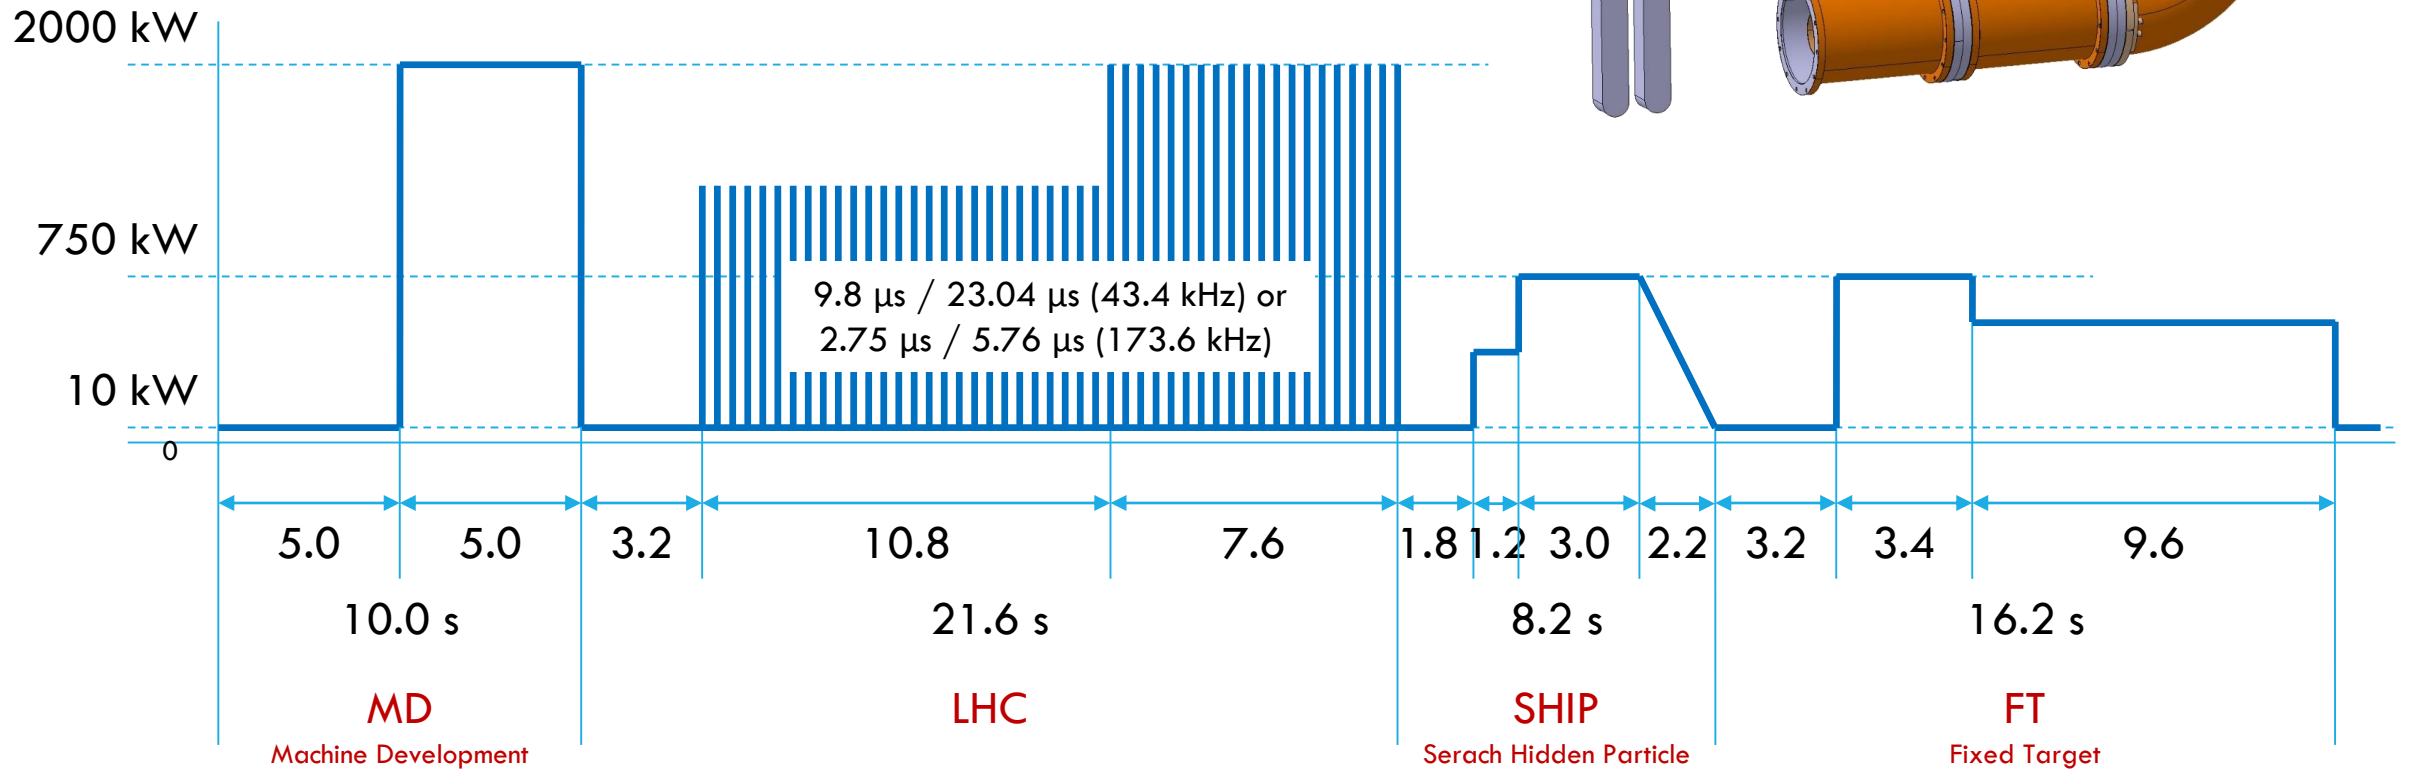 2000 kW
750 kW
9.8 µs / 23.04 µs (43.4 kHz) or
2.75 µs / 5.76 µs (173.6 kHz)
10 kW
0
5.0 5.0 3.2 10.8 7.6 1.8 1.2 3.0 2.2 3.2 3.4 9.6
10.0 s 21.6 s 8.2 s 16.2 s
MD LHC SHIP FT
Machine Development Serach Hidden Particle Fixed Target